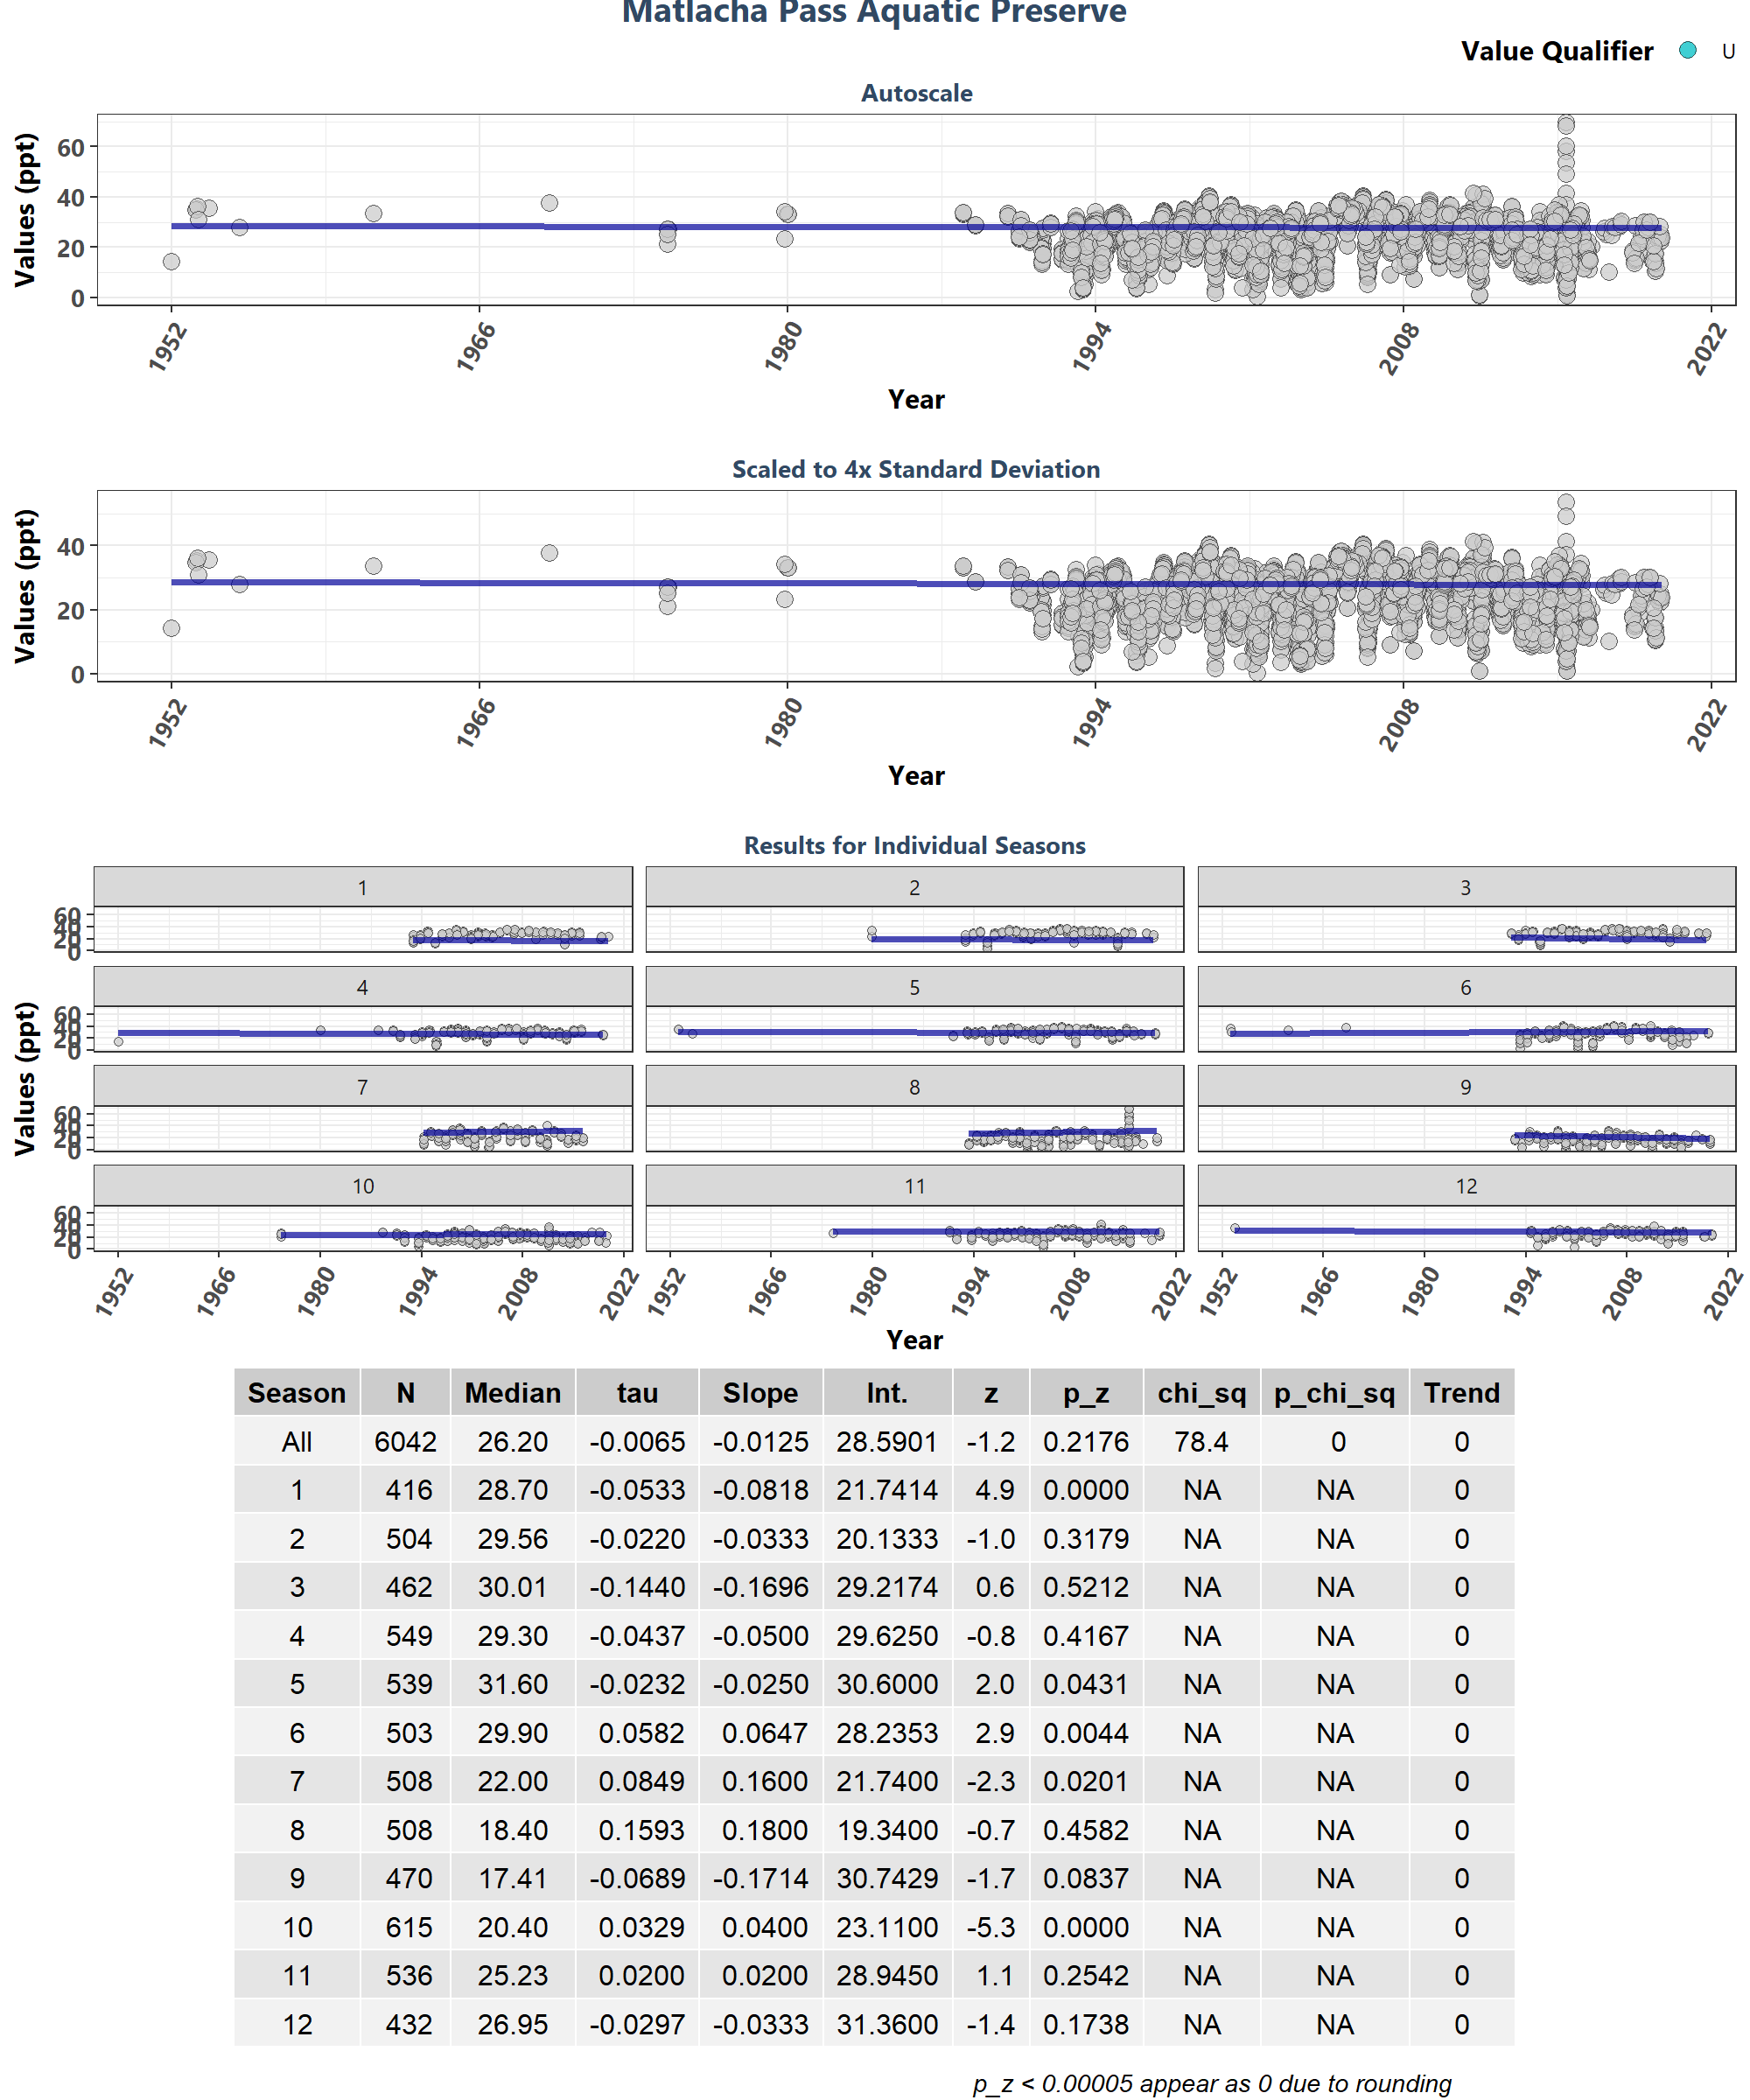 Matlacha Pass Aquatic Preserve
Value Qualifier U
Autoscale
Values (ppt)
60
40
20
0
1952 1966 1980 1994 2008 2022
Year
Scaled to 4x Standard Deviation
Values (ppt)
40
20
0
1952 1966 1980 1994 2008 2022
Year
Results for Individual Seasons
Values (ppt)
1 2 3
60
40
20
0
4 5 6
60
40
20
0
7 8 9
60
40
20
0
10 11 12
60
40
20
0
1952 1966 1980 1994 2008 2022 1952 1966 1980 1994 2008 2022 1952 1966 1980 1994 2008 2022
Year
Season N Median tau Slope Int. z p_z chi_sq p_chi_sq Trend
All 6042 26.20 -0.0065 -0.0125 28.5901 -1.2 0.2176 78.4 0 0
1 416 28.70 -0.0533 -0.0818 21.7414 4.9 0.0000 NA NA 0
2 504 29.56 -0.0220 -0.0333 20.1333 -1.0 0.3179 NA NA 0
3 462 30.01 -0.1440 -0.1696 29.2174 0.6 0.5212 NA NA 0
4 549 29.30 -0.0437 -0.0500 29.6250 -0.8 0.4167 NA NA 0
5 539 31.60 -0.0232 -0.0250 30.6000 2.0 0.0431 NA NA 0
6 503 29.90 0.0582 0.0647 28.2353 2.9 0.0044 NA NA 0
7 508 22.00 0.0849 0.1600 21.7400 -2.3 0.0201 NA NA 0
8 508 18.40 0.1593 0.1800 19.3400 -0.7 0.4582 NA NA 0
9 470 17.41 -0.0689 -0.1714 30.7429 -1.7 0.0837 NA NA 0
10 615 20.40 0.0329 0.0400 23.1100 -5.3 0.0000 NA NA 0
11 536 25.23 0.0200 0.0200 28.9450 1.1 0.2542 NA NA 0
12 432 26.95 -0.0297 -0.0333 31.3600 -1.4 0.1738 NA NA 0
p_z < 0.00005 appear as 0 due to rounding